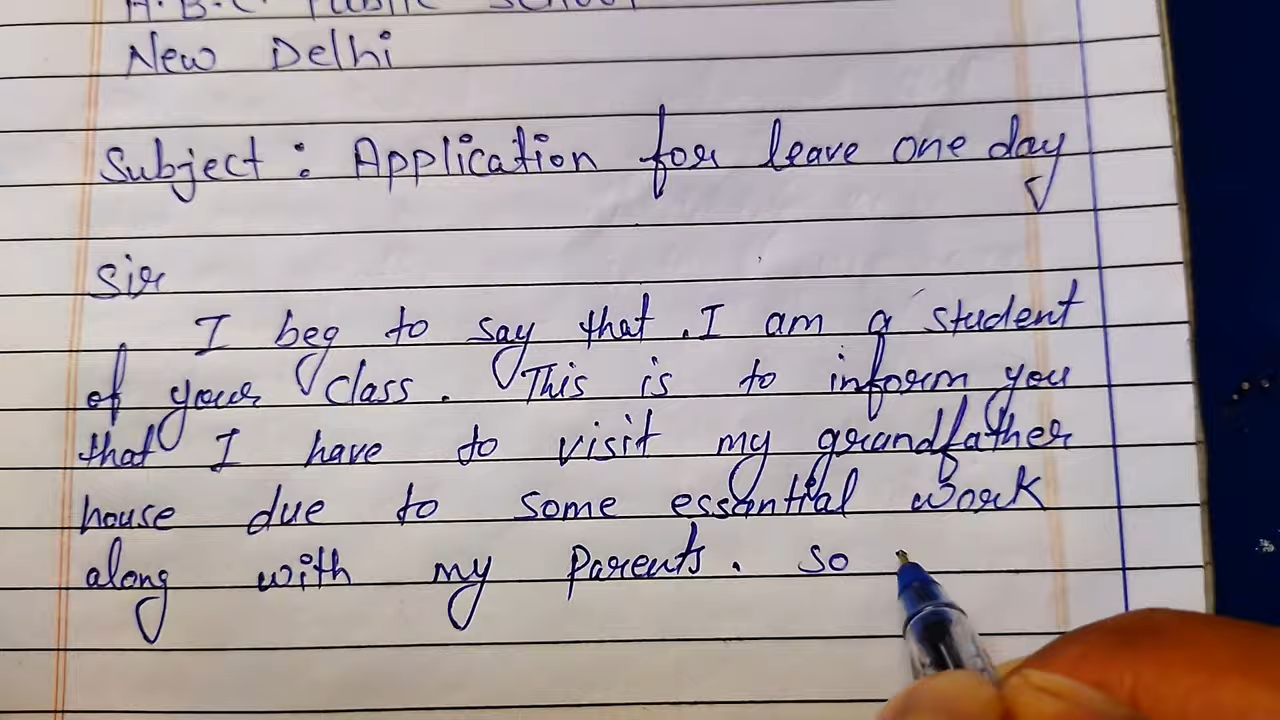 A.B.C. Public School
New Delhi
Subject : Application for leave one day
Sir
I beg to say that . I am a student
of your class . This is to inform you
that I have to visit my grandfather
house due to some essential work
along with my Parents . So